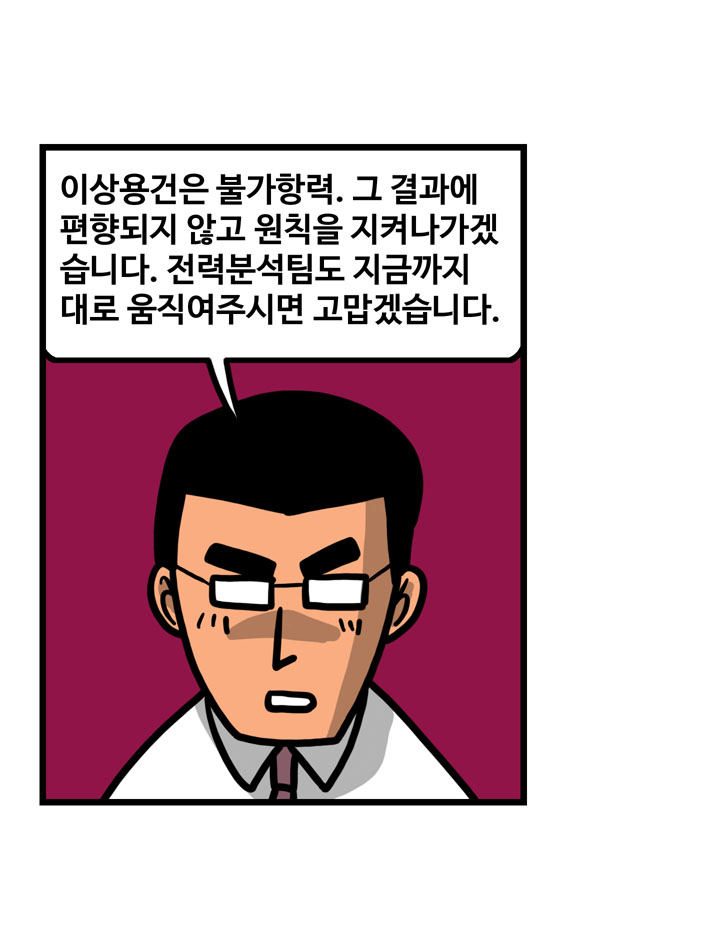 이상용건은 불가항력. 그 결과에
편향되지 않고 원칙을 지켜나가겠
습니다. 전력분석팀도 지금까지
대로 움직여주시면 고맙겠습니다.